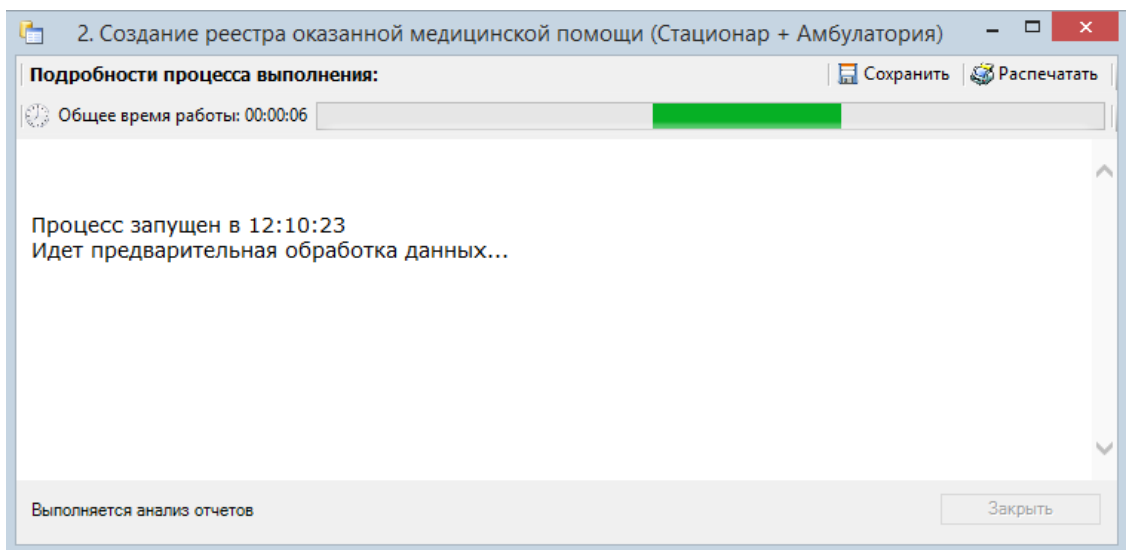 2. Создание реестра оказанной медицинской помощи (Стационар + Амбулатория)
Подробности процесса выполнения: Сохранить Распечатать
Общее время работы: 00:00:06
Процесс запущен в 12:10:23
Идет предварительная обработка данных...
Выполняется анализ отчетов Закрыть